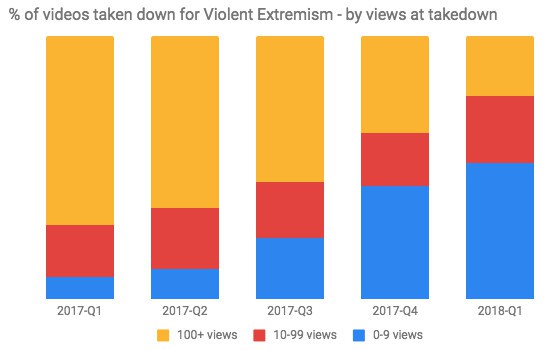 % of videos taken down for Violent Extremism - by views at takedown
2017-Q1 2017-Q2 2017-Q3 2017-Q4 2018-Q1
100+ views 10-99 views 0-9 views